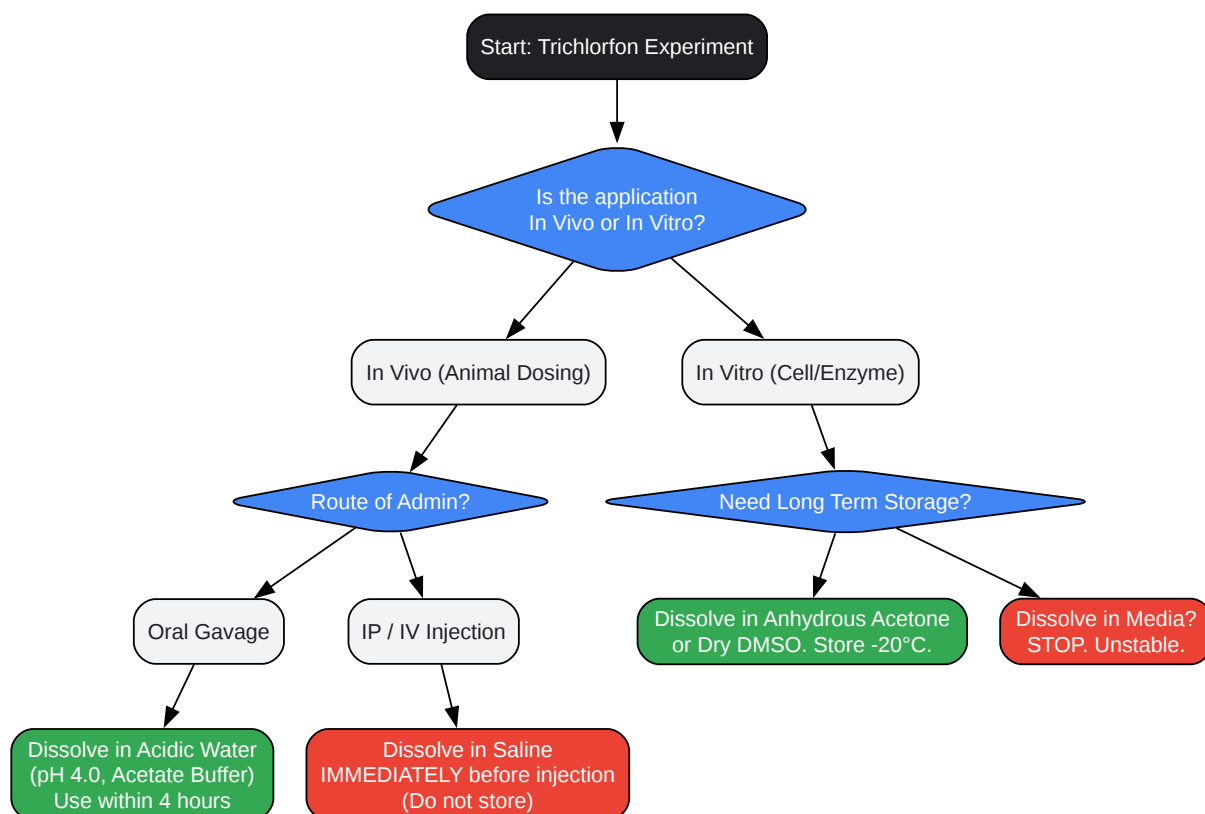 Start: Trichlorfon Experiment
Is the application
In Vivo or In Vitro?
In Vivo (Animal Dosing)
In Vitro (Cell/Enzyme)
Route of Admin?
Need Long Term Storage?
Oral Gavage
IP / IV Injection
Dissolve in Anhydrous Acetone
or Dry DMSO. Store -20°C.
Dissolve in Media?
STOP. Unstable.
Dissolve in Acidic Water
(pH 4.0, Acetate Buffer)
Use within 4 hours
Dissolve in Saline
IMMEDIATELY before injection
(Do not store)